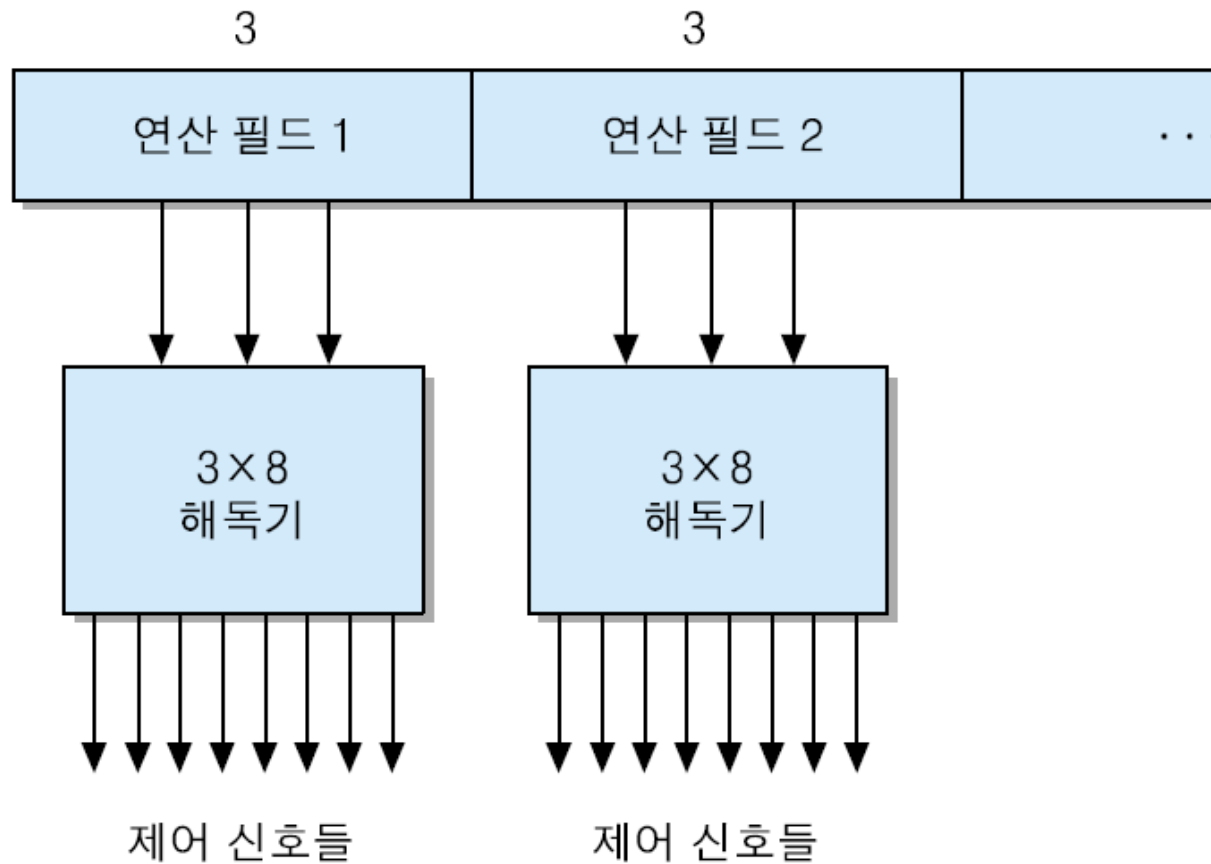 3 3
연산 필드 1 연산 필드 2 ··
3×8 3×8
해독기 해독기
제어 신호들 제어 신호들